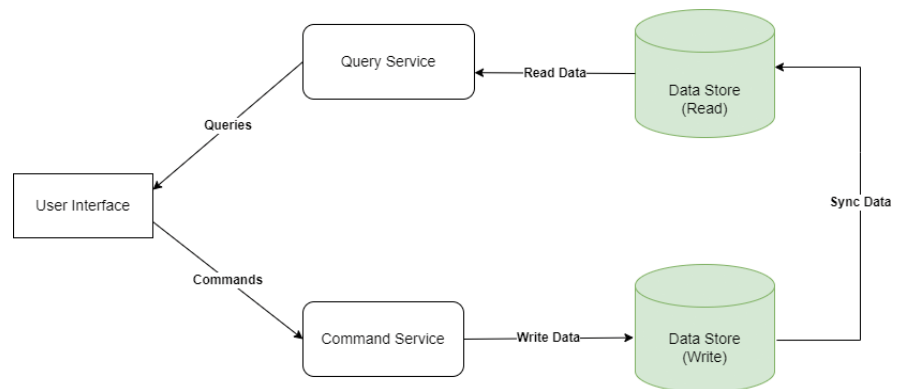 Query Service
Read Data
Data Store
(Read)
Queries
User Interface
Sync Data
Commands
Command Service
Write Data
Data Store
(Write)